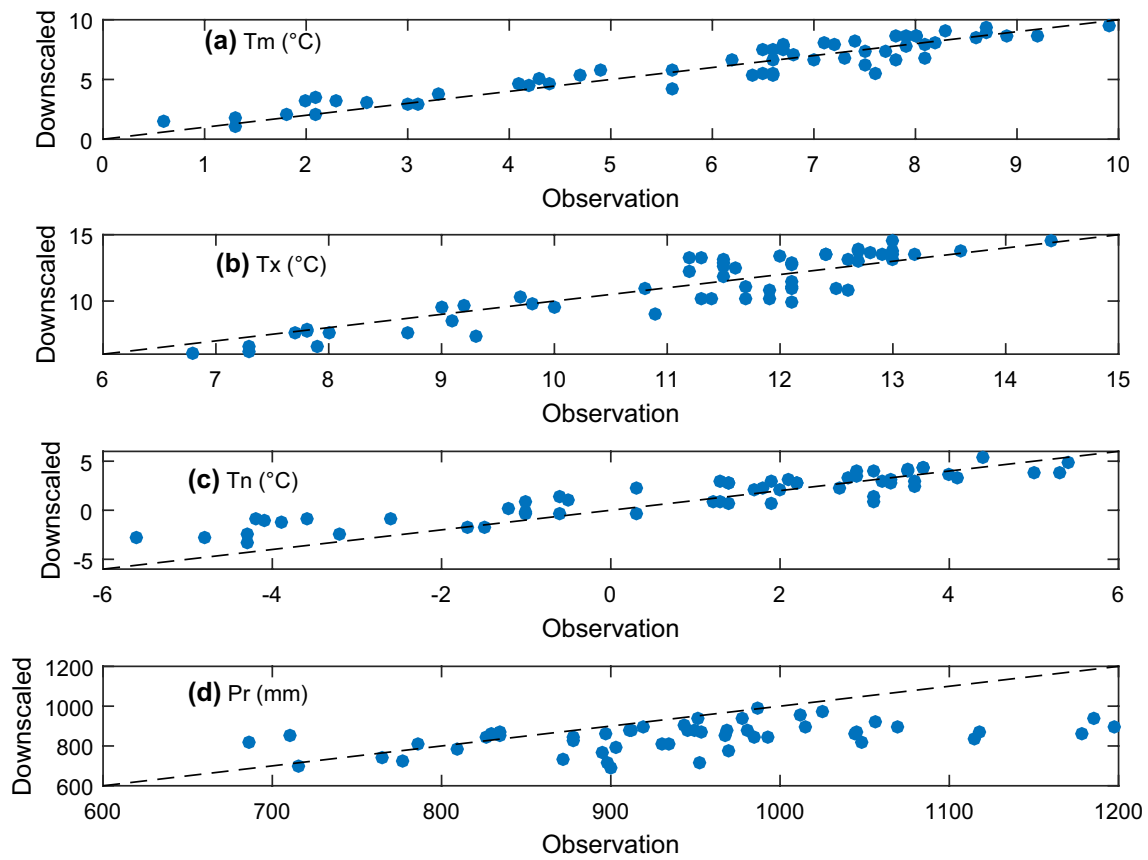 (a) Tm (°C)
Downscaled
10
5
0
0 1 2 3 4 5 6 7 8 9 10
Observation
(b) Tx (°C)
Downscaled
15
10
6 7 8 9 10 11 12 13 14 15
Observation
(c) Tn (°C)
Downscaled
5
0
-5
-6 -4 -2 0 2 4 6
Observation
(d) Pr (mm)
Downscaled
1200
1000
800
600
600 700 800 900 1000 1100 1200
Observation